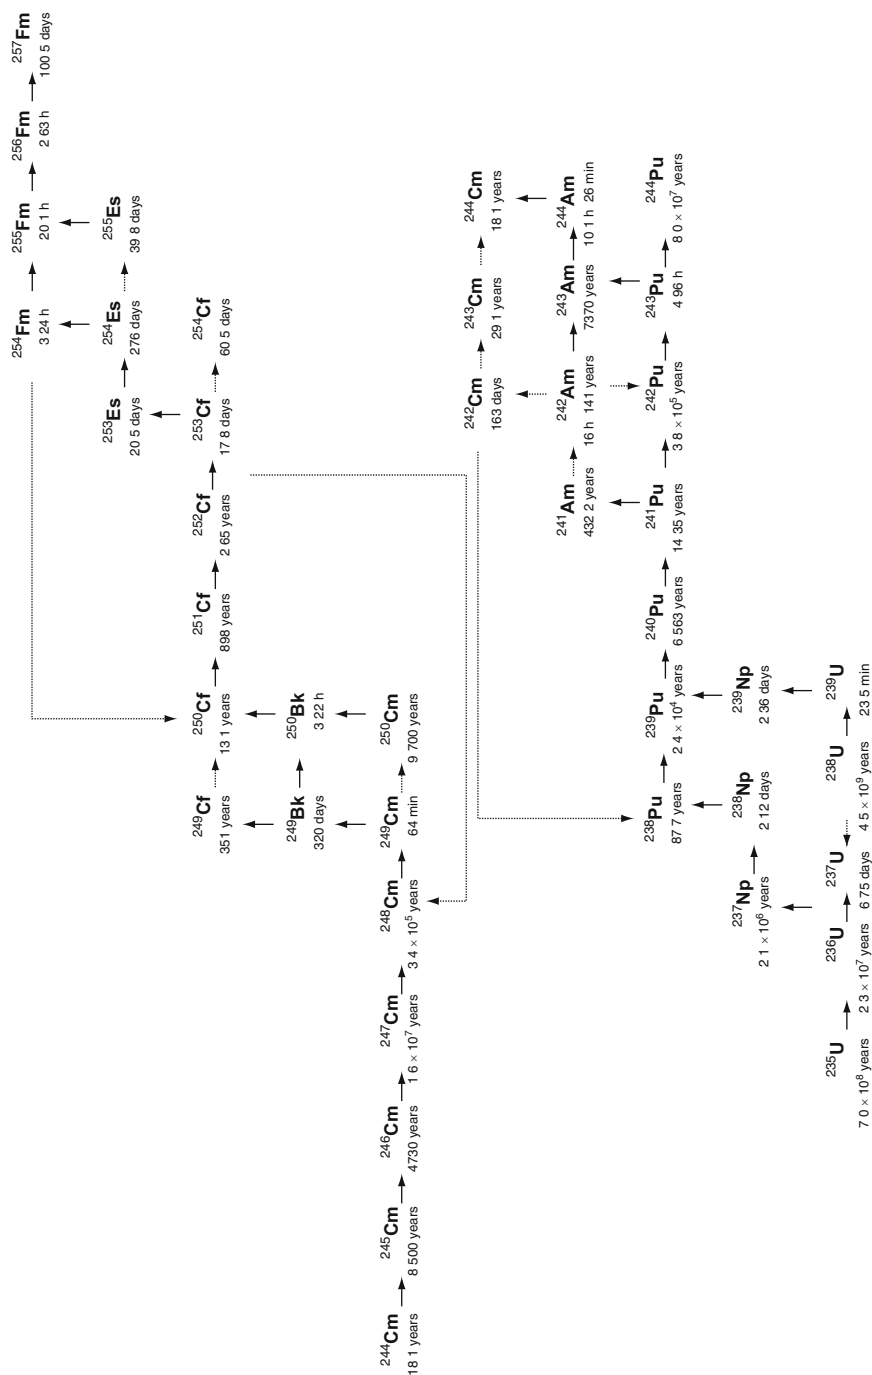 ²⁵⁴Fm ²⁵⁵Fm ²⁵⁶Fm ²⁵⁷Fm
3 24 h 20 1 h 2 63 h 100 5 days
²⁵³Es ²⁵⁴Es ²⁵⁵Es
20 5 days 276 days 39 8 days
²⁴⁹Cf ²⁵⁰Cf ²⁵¹Cf ²⁵²Cf ²⁵³Cf ²⁵⁴Cf
351 years 13 1 years 898 years 2 65 years 17 8 days 60 5 days
²⁴⁹Bk ²⁵⁰Bk
320 days 3 22 h
²⁴⁴Cm ²⁴⁵Cm ²⁴⁶Cm ²⁴⁷Cm ²⁴⁸Cm ²⁴⁹Cm ²⁵⁰Cm
18 1 years 8 500 years 4730 years 1 6 × 10⁷ years 3 4 × 10⁵ years 64 min 9 700 years
²⁴²Cm ²⁴³Cm ²⁴⁴Cm
163 days 29 1 years 18 1 years
²⁴¹Am ²⁴²Am ²⁴³Am ²⁴⁴Am
432 2 years 16 h 141 years 7370 years 10 1 h 26 min
²³⁸Pu ²³⁹Pu ²⁴⁰Pu ²⁴¹Pu ²⁴²Pu ²⁴³Pu ²⁴⁴Pu
87 7 years 2 4 × 10⁴ years 6 563 years 14 35 years 3 8 × 10⁵ years 4 96 h 8 0 × 10⁷ years
²³⁷Np ²³⁸Np ²³⁹Np
2 1 × 10⁶ years 2 12 days 2 36 days
²³⁵U ²³⁶U ²³⁷U ²³⁸U ²³⁹U
7 0 × 10⁸ years 2 3 × 10⁷ years 6 75 days 4 5 × 10⁹ years 23 5 min